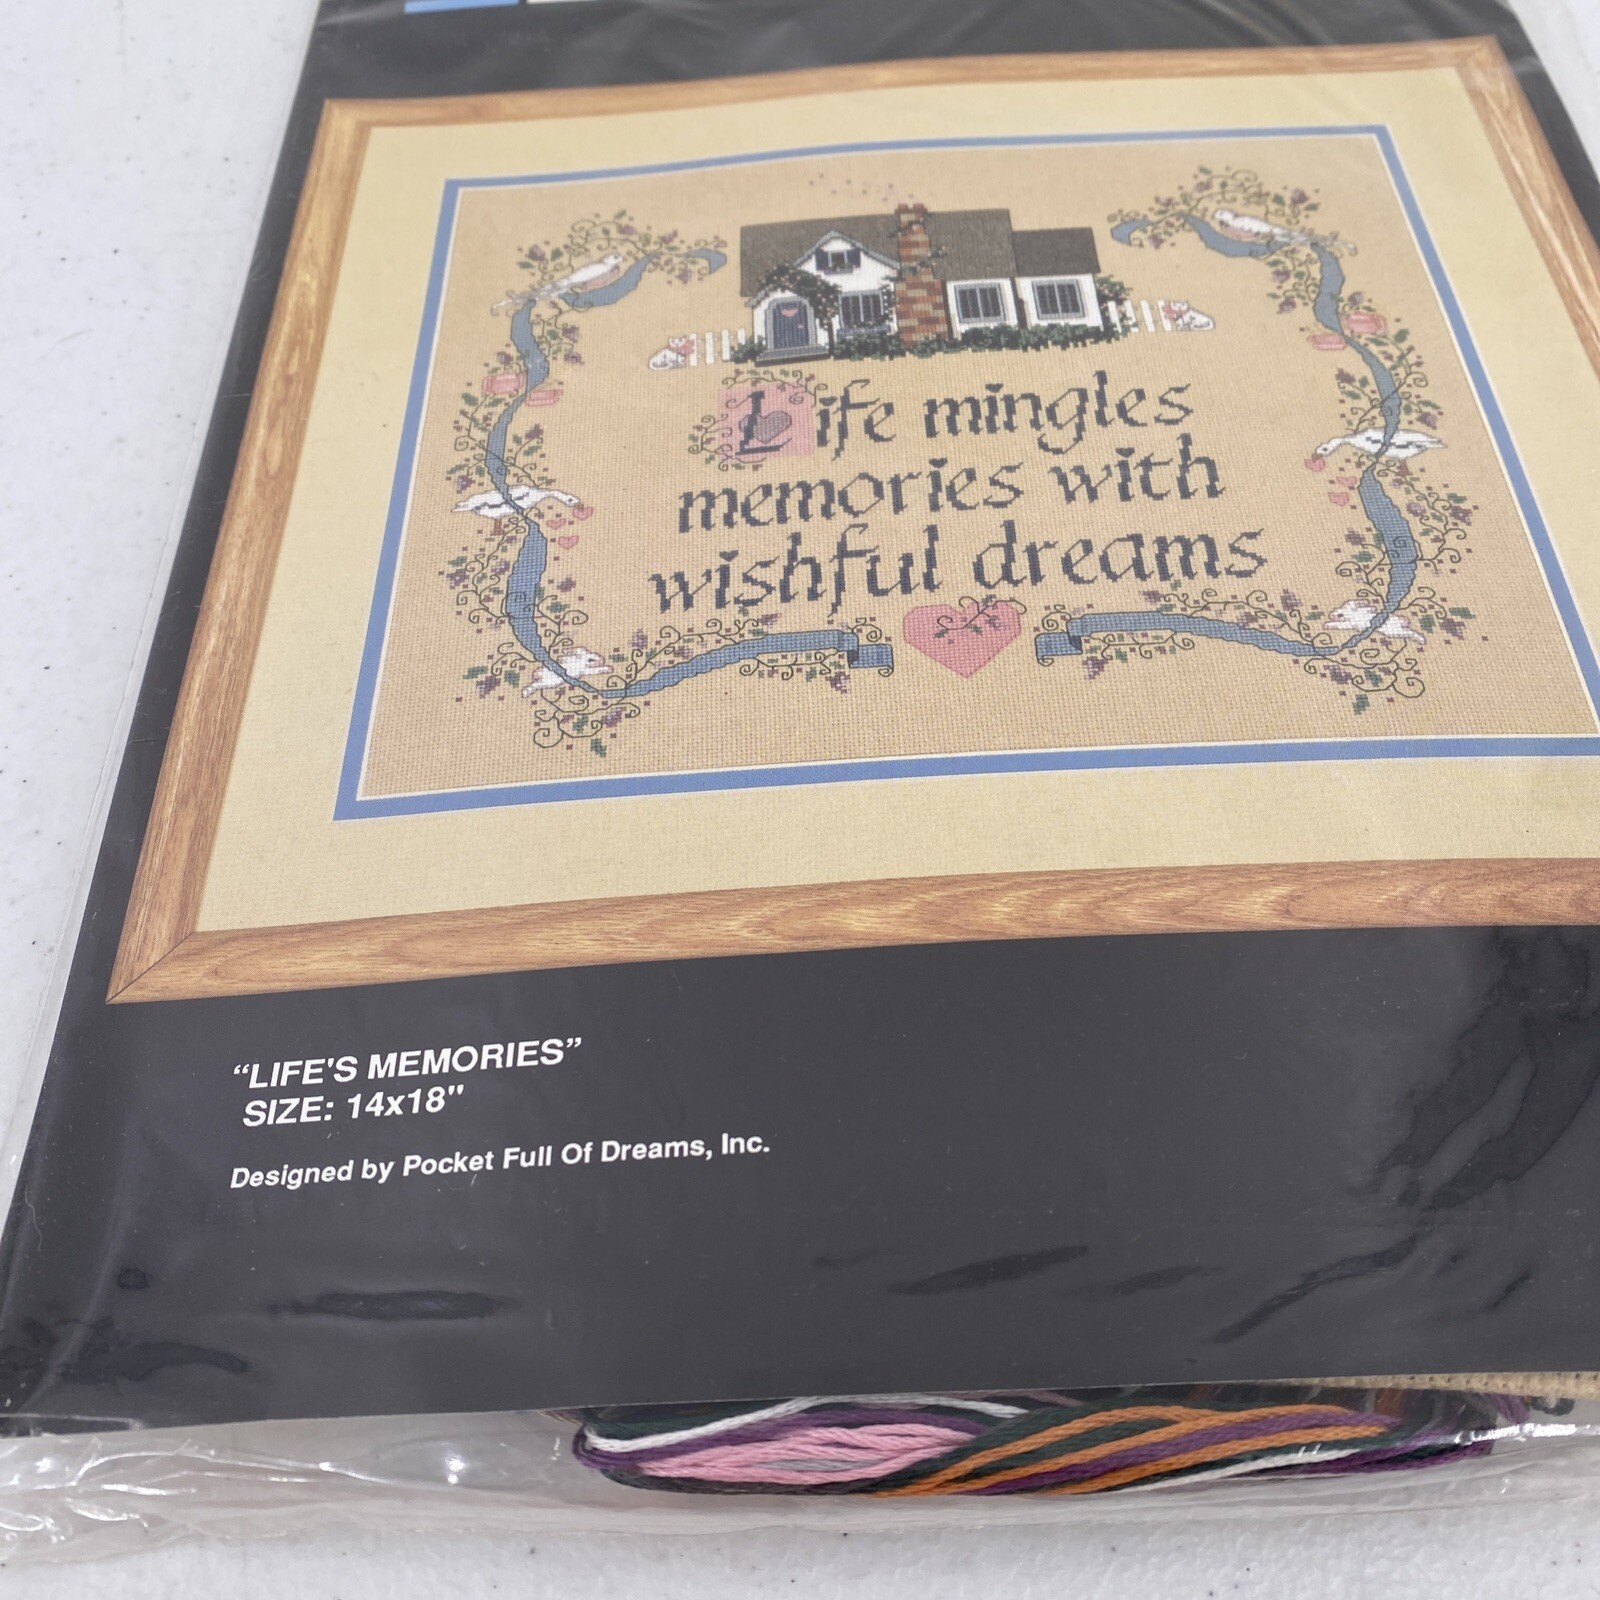 Life mingles
memories with
wishful dreams
“LIFE'S MEMORIES”
SIZE: 14x18"
Designed by Pocket Full Of Dreams, Inc.